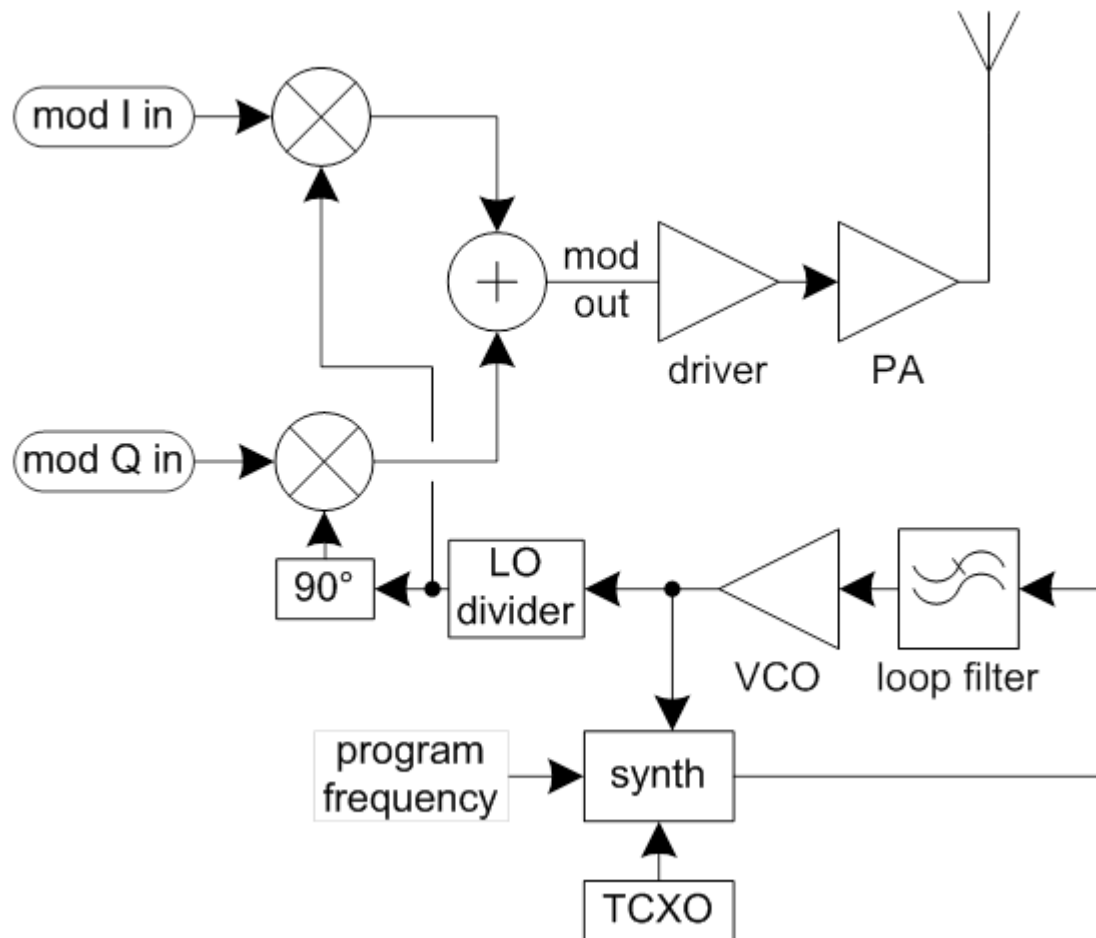 mod I in
mod
out
driver
PA
mod Q in
90°
LO
divider
VCO
loop filter
program
frequency
synth
TCXO